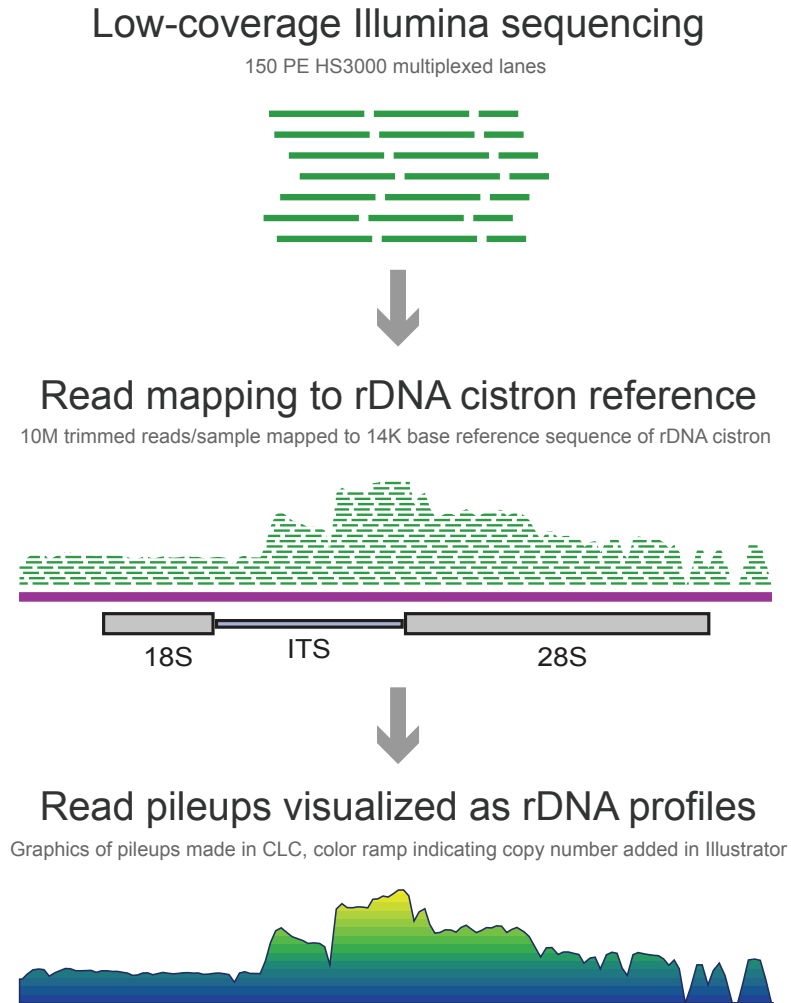 Low-coverage Illumina sequencing
150 PE HS3000 multiplexed lanes
Read mapping to rDNA cistron reference
10M trimmed reads/sample mapped to 14K base reference sequence of rDNA cistron
18S
ITS
28S
Read pileups visualized as rDNA profiles
Graphics of pileups made in CLC, color ramp indicating copy number added in Illustrator